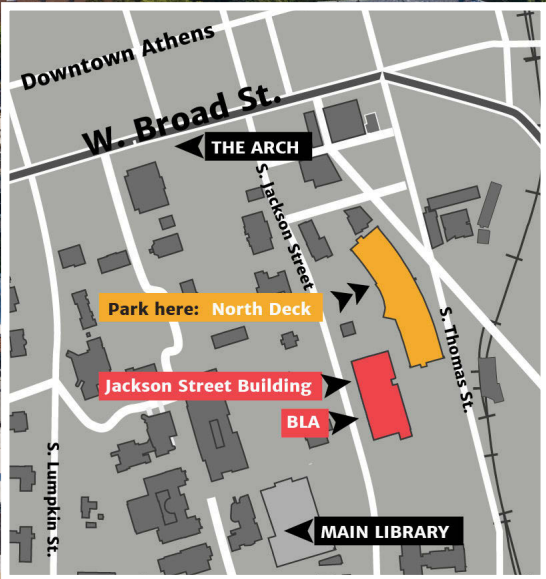 Downtown Athens
W. Broad St.
THE ARCH
S. Jackson Street
Park here: North Deck
S. Thomas St.
Jackson Street Building
BLA
S. Lumpkin St.
MAIN LIBRARY